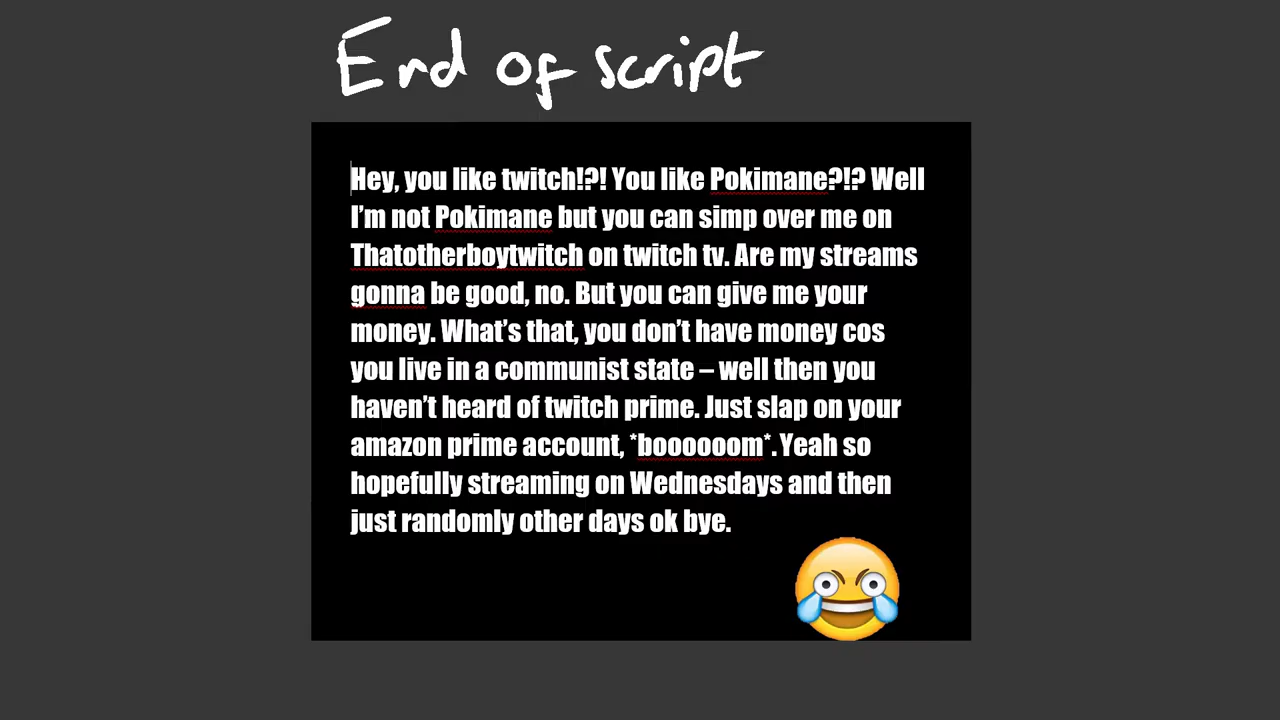 End of script
Hey, you like twitch!?! You like Pokimane?!? Well
I'm not Pokimane but you can simp over me on
Thatotherboytwitch on twitch tv. Are my streams
gonna be good, no. But you can give me your
money. What's that, you don't have money cos
you live in a communist state – well then you
haven't heard of twitch prime. Just slap on your
amazon prime account, *boooooom*.Yeah so
hopefully streaming on Wednesdays and then
just randomly other days ok bye.